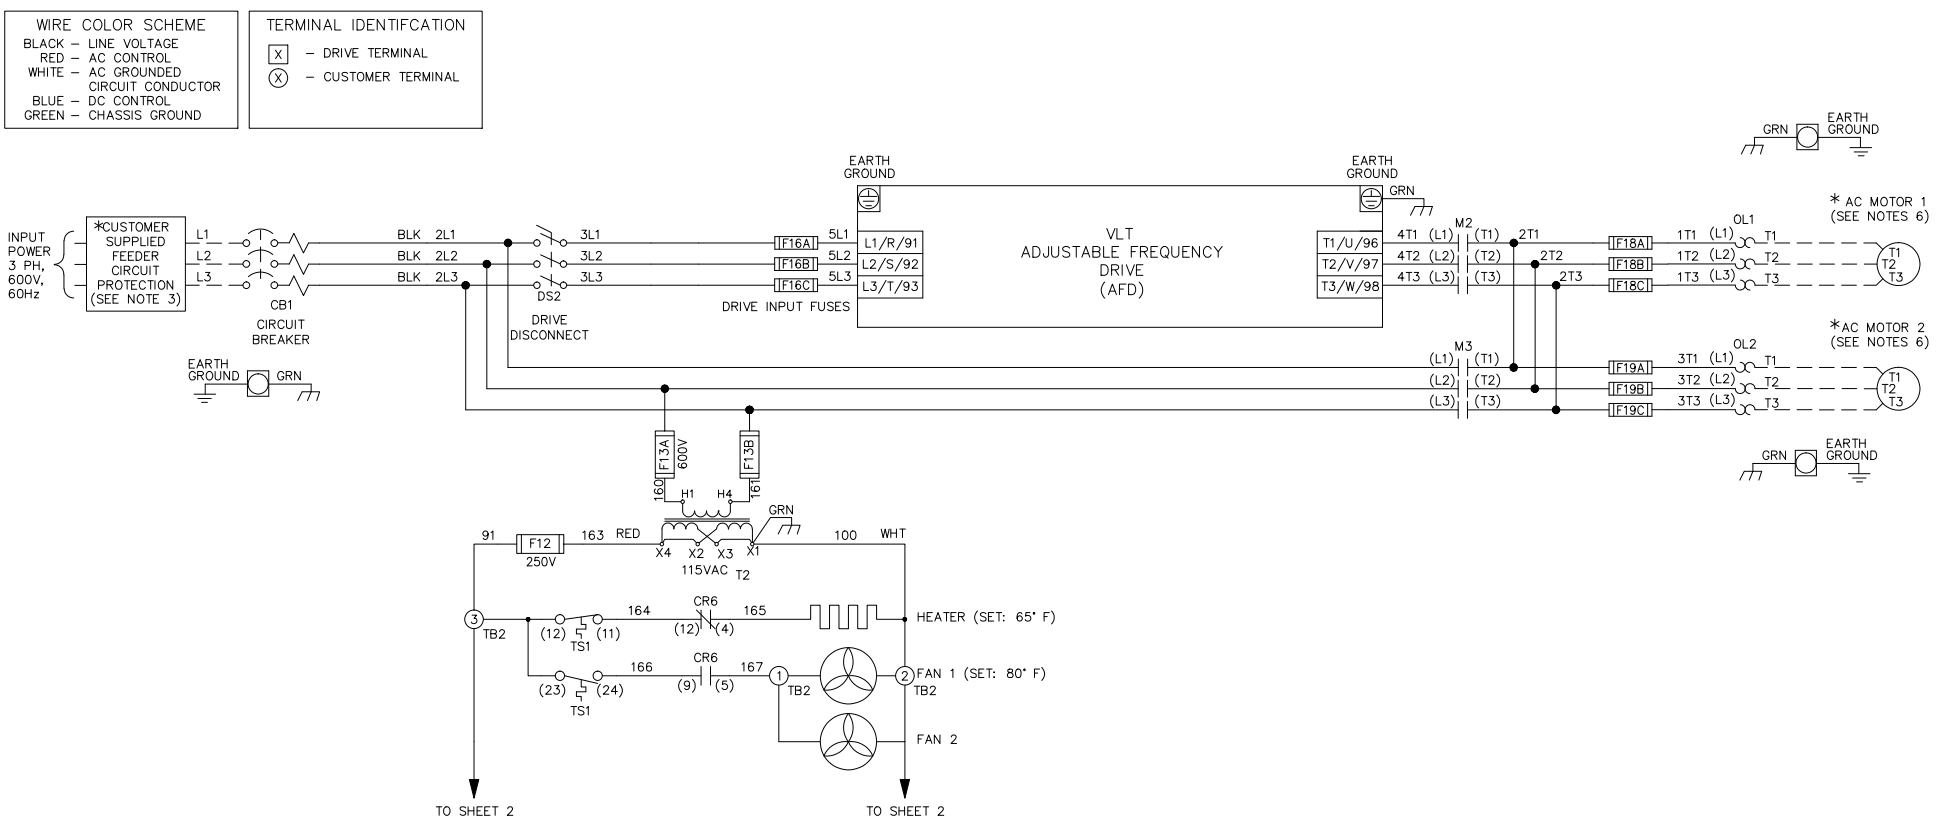 WIRE COLOR SCHEME
BLACK – LINE VOLTAGE
RED – AC CONTROL
WHITE – AC GROUNDED
CIRCUIT CONDUCTOR
BLUE – DC CONTROL
GREEN – CHASSIS GROUND
TERMINAL IDENTIFCATION
X – DRIVE TERMINAL
X – CUSTOMER TERMINAL
INPUT
POWER
3 PH,
600V,
60Hz
*CUSTOMER
SUPPLIED
FEEDER
CIRCUIT
PROTECTION
(SEE NOTE 3)
L1
L2
L3
CB1
CIRCUIT
BREAKER
BLK 2L1
BLK 2L2
BLK 2L3
DS2
DRIVE
DISCONNECT
3L1
3L2
3L3
F16A
F16B
F16C
DRIVE INPUT FUSES
5L1
5L2
5L3
EARTH
GROUND
L1/R/91
L2/S/92
L3/T/93
VLT
ADJUSTABLE FREQUENCY
DRIVE
(AFD)
EARTH
GROUND
GRN
T1/U/96
T2/V/97
T3/W/98
4T1 (L1) M2 (T1) 2T1
4T2 (L2) (T2) 2T2
4T3 (L3) (T3) 2T3
F18A
F18B
F18C
OL1
1T1 (L1) T1
1T2 (L2) T2
1T3 (L3) T3
GRN
EARTH
GROUND
* AC MOTOR 1
(SEE NOTES 6)
T1
T2
T3
M3
(L1) (T1)
(L2) (T2)
(L3) (T3)
F19A
F19B
F19C
OL2
3T1 (L1) T1
3T2 (L2) T2
3T3 (L3) T3
*AC MOTOR 2
(SEE NOTES 6)
T1
T2
T3
GRN
EARTH
GROUND
EARTH
GROUND
GRN
F13A
600V
F13B
160
161
H1 H4
GRN
91
F12
250V
163 RED
X4 X2 X3 X1
115VAC T2
100 WHT
3
TB2
(12) (11)
TS1
164
CR6
(12) (4)
165
HEATER (SET: 65° F)
(23) (24)
TS1
166
CR6
(9) (5)
167
1
TB2
2
TB2
FAN 1 (SET: 80° F)
FAN 2
TO SHEET 2
TO SHEET 2